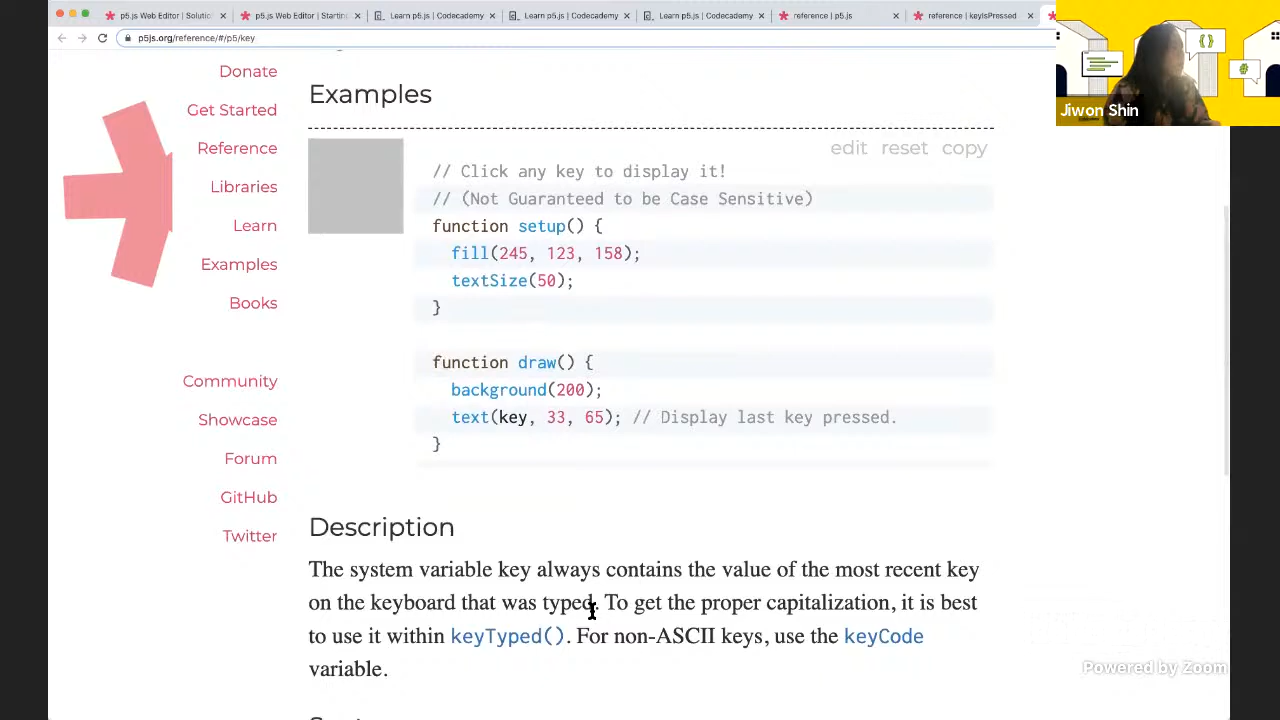 p5.js Web Editor | Soluti
p5.js Web Editor | Startin
Learn p5.js | Codecademy
Learn p5.js | Codecademy
Learn p5.js | Codecademy
reference | p5.js
reference | keyIsPressed
p5js.org/reference/#/p5/key
Jiwon Shin
Donate
Get Started
Reference
Libraries
Learn
Examples
Books
Community
Showcase
Forum
GitHub
Twitter
Examples
edit reset copy
// Click any key to display it!
// (Not Guaranteed to be Case Sensitive)
function setup() {
fill(245, 123, 158);
textSize(50);
}
function draw() {
background(200);
text(key, 33, 65); // Display last key pressed.
}
Description
The system variable key always contains the value of the most recent key
on the keyboard that was typed. To get the proper capitalization, it is best
to use it within keyTyped(). For non-ASCII keys, use the keyCode
variable.
Powered by Zoom